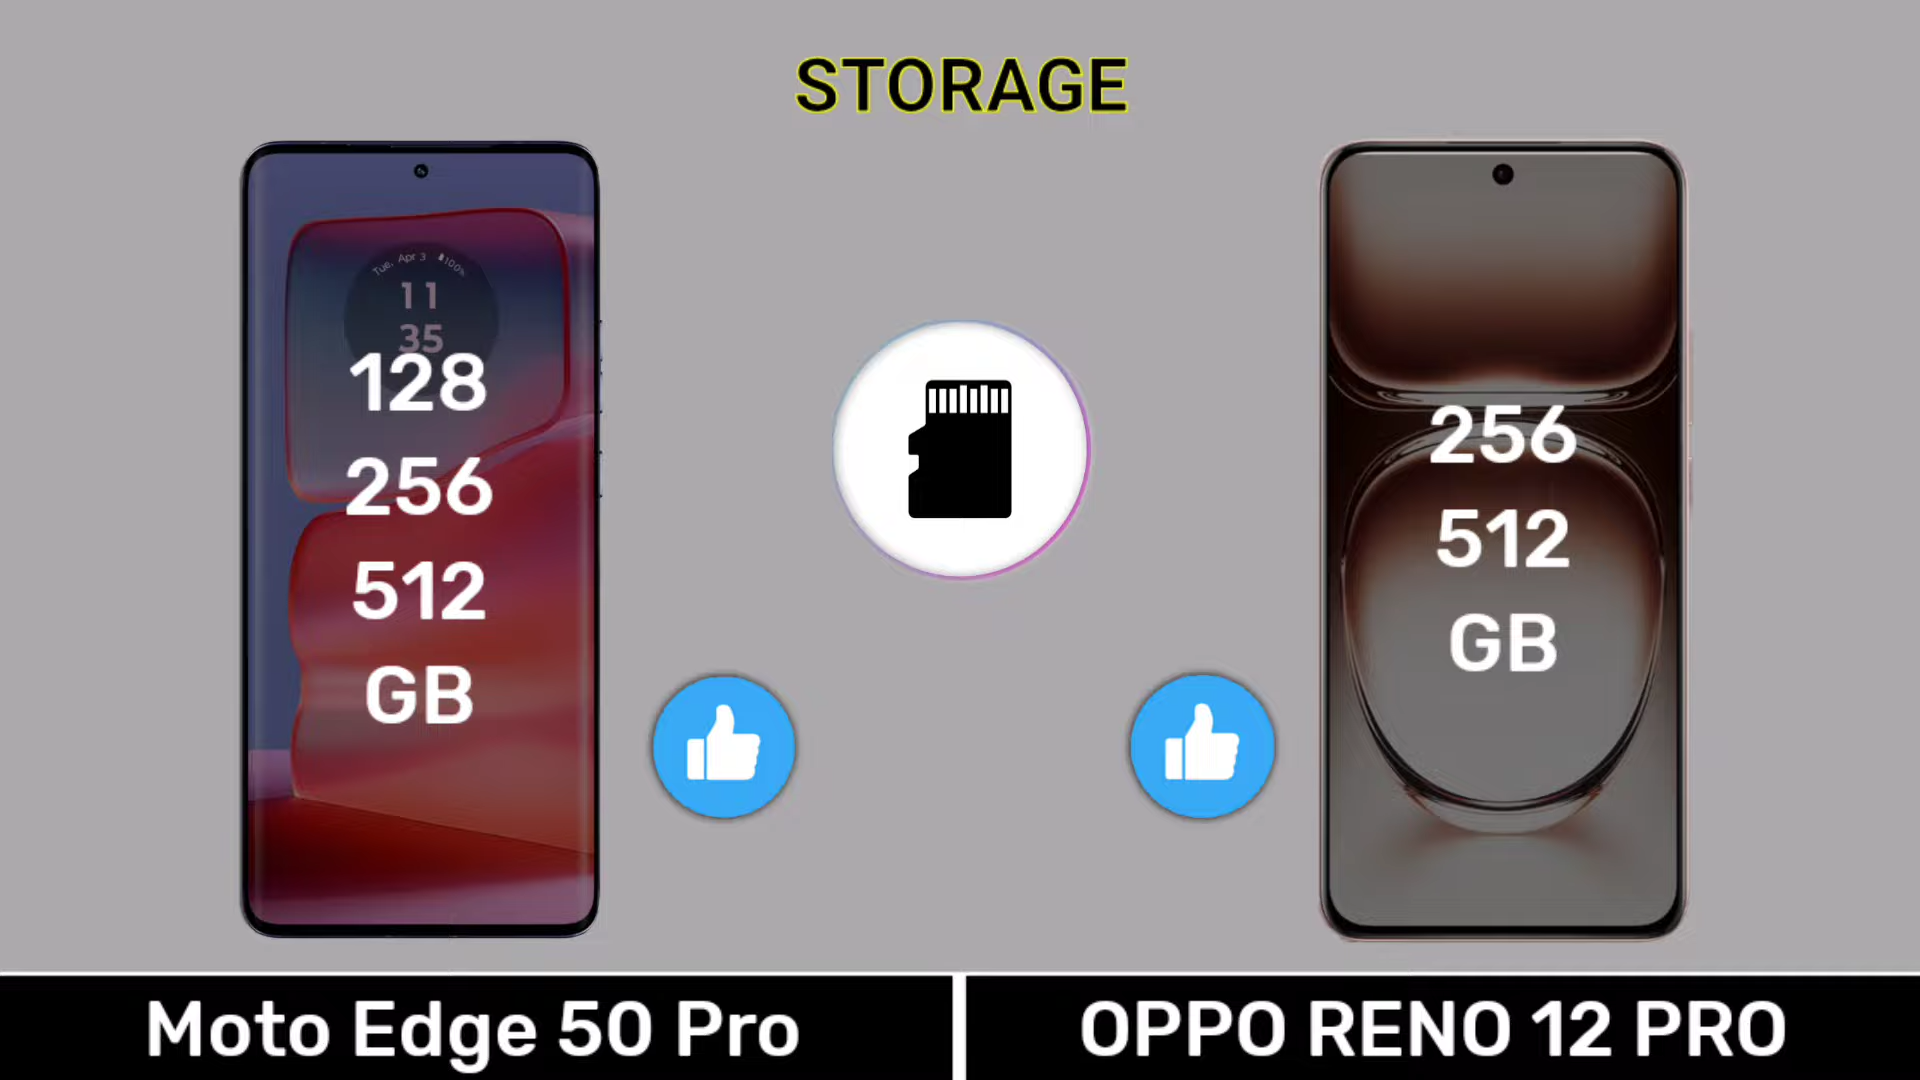 STORAGE
Tue, Apr 3 100%
11
35
128
256
512
GB
256
512
GB
Moto Edge 50 Pro
OPPO RENO 12 PRO